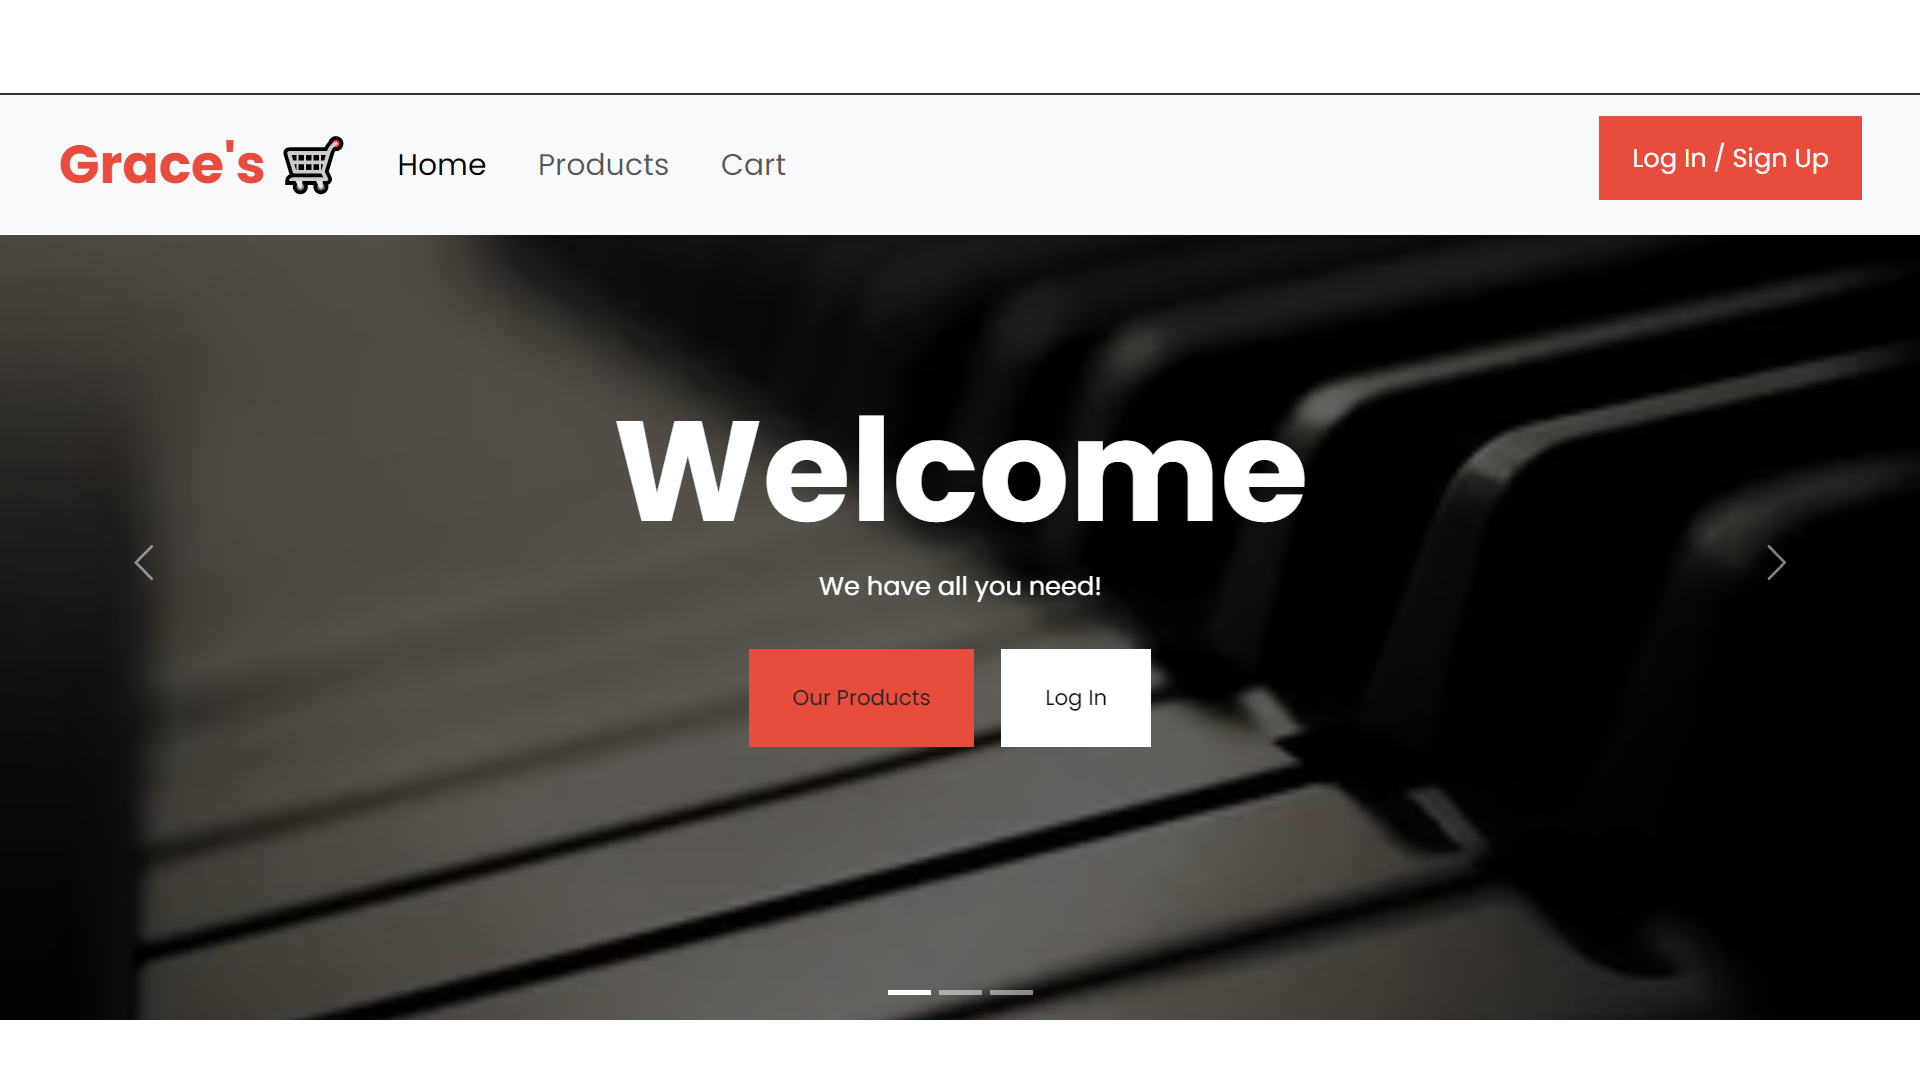 Grace's
Home Products Cart
Log In / Sign Up
Welcome
We have all you need!
Our Products
Log In